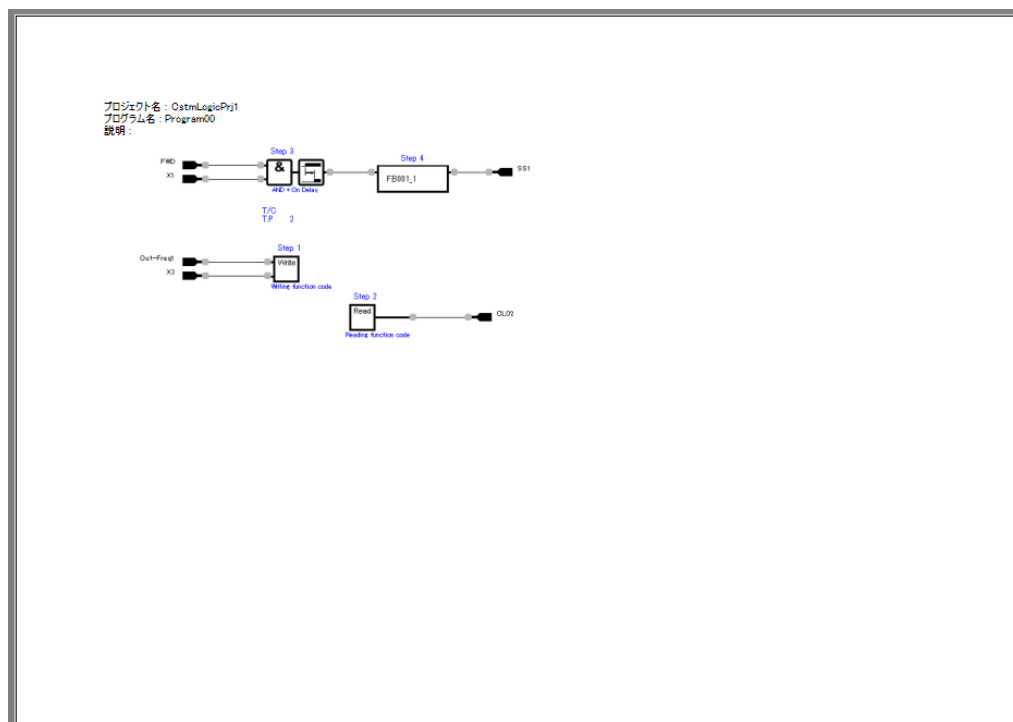 プロジェクト名 : CstmLogicPrj1
プログラム名 : Program00
説明 :
Step 3
Step 4
FWD
&
SS1
X1
FB001_1
AND + On Delay
T/C
T.P 2
Step 1
Out-Freq1
Write
X3
Writing function code
Step 2
Read
CLO2
Reading function code